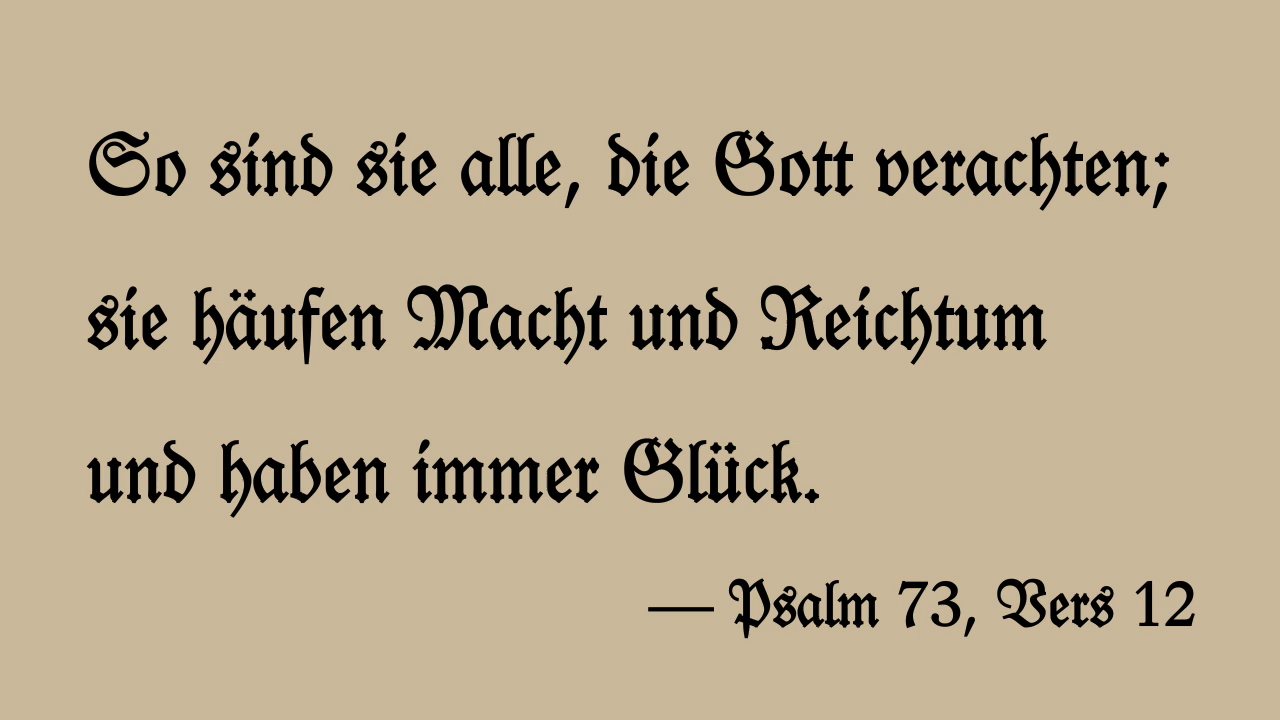 So sind sie alle, die Gott verachten;
sie häufen Macht und Reichtum
und haben immer Glück.
— Psalm 73, Vers 12